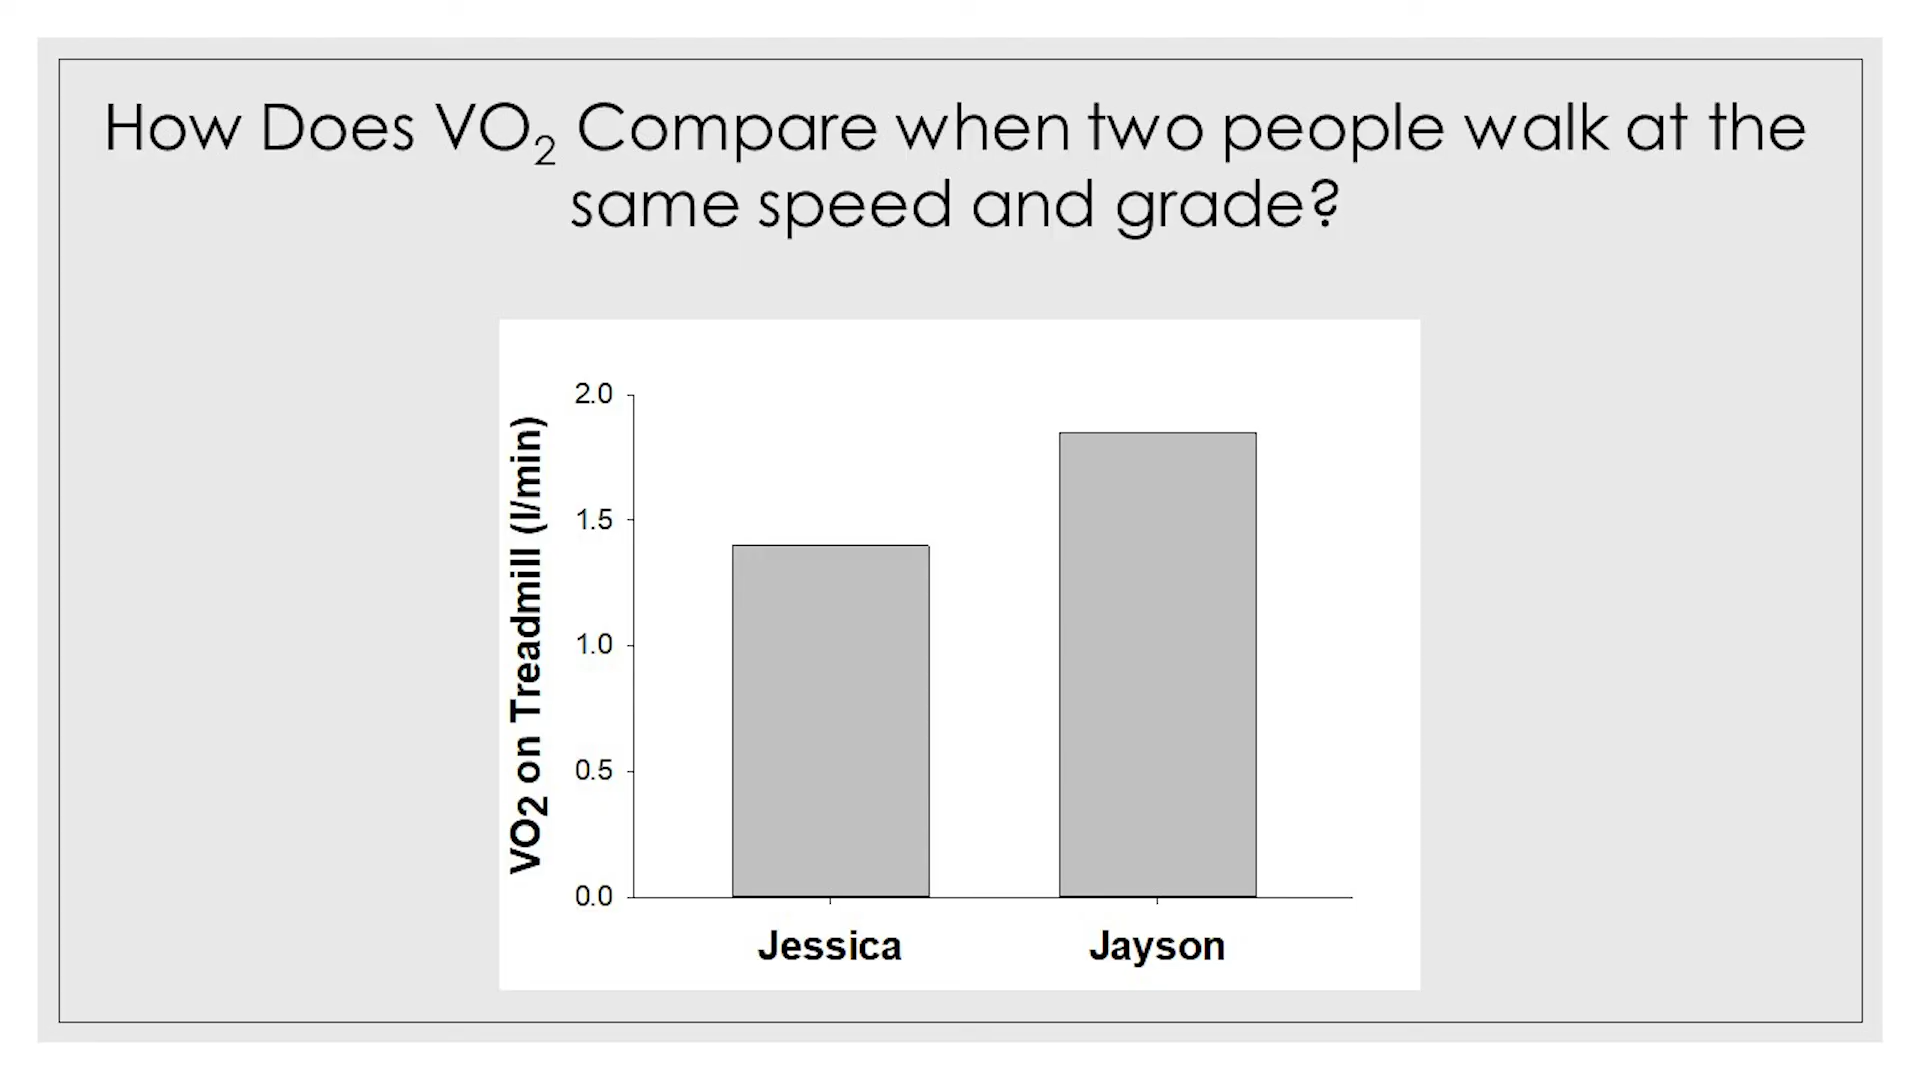 How Does VO₂ Compare when two people walk at the
same speed and grade?
VO2 on Treadmill (l/min)
2.0
1.5
1.0
0.5
0.0
Jessica
Jayson